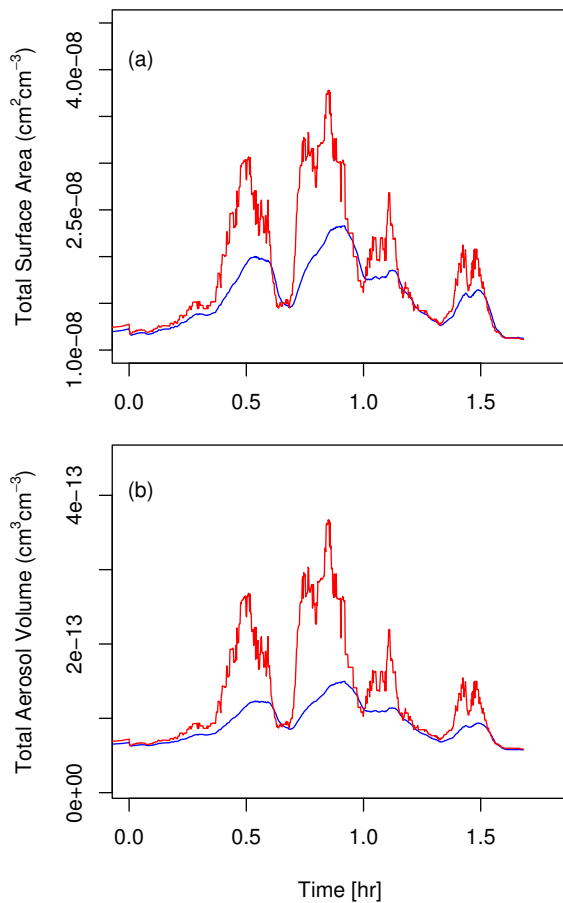 (a)
Total Surface Area (cm²cm⁻³)
4.0e−08
2.5e−08
1.0e−08
0.0 0.5 1.0 1.5
(b)
Total Aerosol Volume (cm³cm⁻³)
4e−13
2e−13
0e+00
0.0 0.5 1.0 1.5
Time [hr]